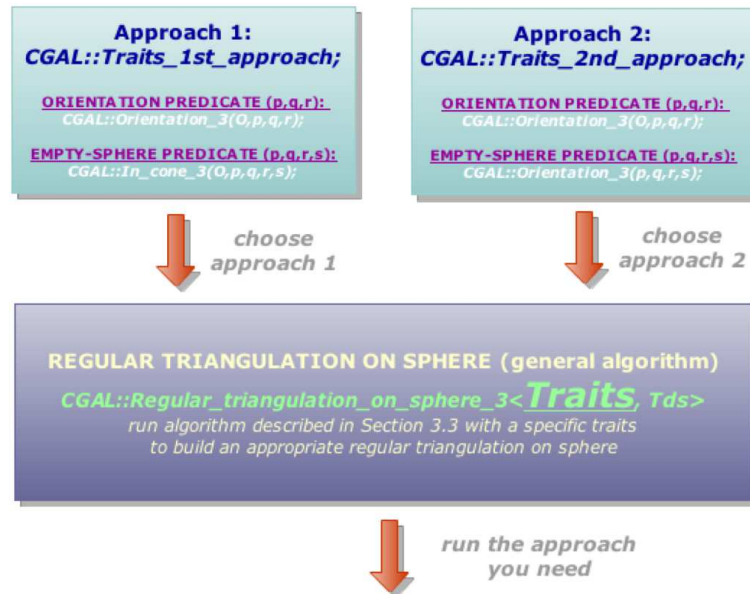 Approach 1:
CGAL::Traits_1st_approach;
ORIENTATION PREDICATE (p,q,r):
CGAL::Orientation_3(O,p,q,r);
EMPTY-SPHERE PREDICATE (p,q,r,s):
CGAL::In_cone_3(O,p,q,r,s);
Approach 2:
CGAL::Traits_2nd_approach;
ORIENTATION PREDICATE (p,q,r):
CGAL::Orientation_3(O,p,q,r);
EMPTY-SPHERE PREDICATE (p,q,r,s):
CGAL::Orientation_3(p,q,r,s);
choose
approach 1
choose
approach 2
REGULAR TRIANGULATION ON SPHERE (general algorithm)
CGAL::Regular_triangulation_on_sphere_3<Traits, Tds>
run algorithm described in Section 3.3 with a specific traits
to build an appropriate regular triangulation on sphere
run the approach
you need